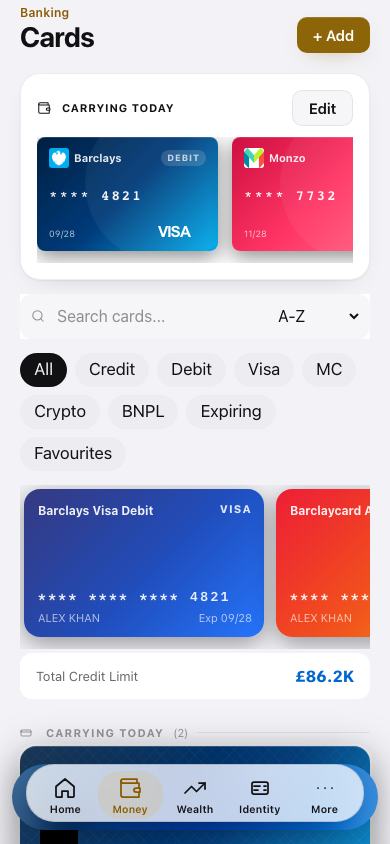 Banking
Cards
+ Add
CARRYING TODAY
Edit
Barclays
DEBIT
**** 4821
09/28
VISA
Monzo
**** 7732
11/28
Search cards...
A-Z
All
Credit
Debit
Visa
MC
Crypto
BNPL
Expiring
Favourites
Barclays Visa Debit
VISA
**** **** **** 4821
ALEX KHAN
Exp 09/28
Barclaycard A
**** ***
ALEX KHAN
Total Credit Limit
£86.2K
CARRYING TODAY (2)
Home
Money
Wealth
Identity
More